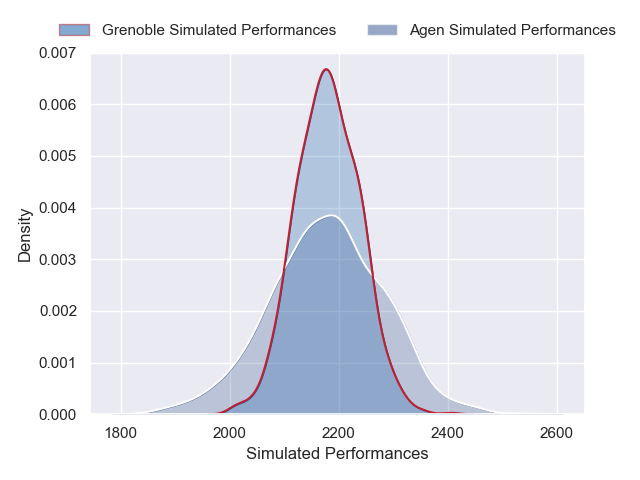 Grenoble Simulated Performances Agen Simulated Performances
0.007
0.006
0.005
0.004
0.003
0.002
0.001
0.000
Density
1800 2000 2200 2400 2600
Simulated Performances